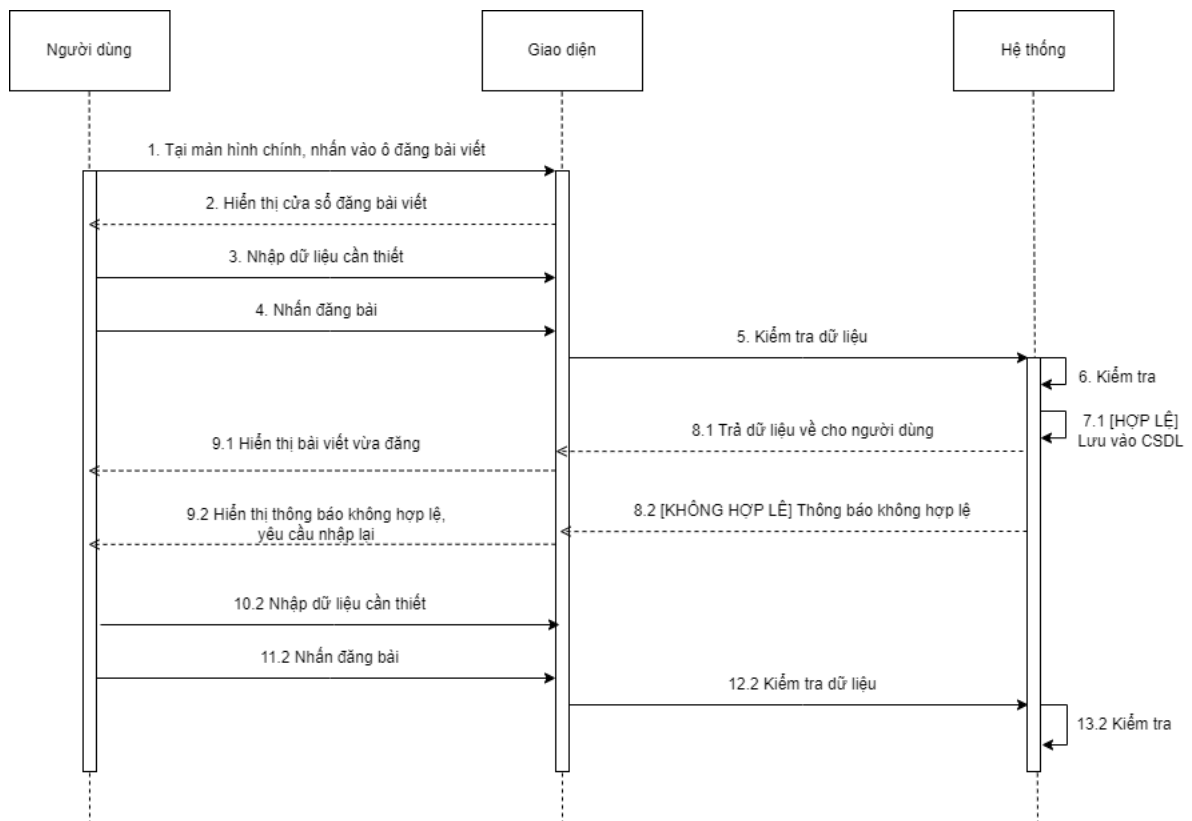 Người dùng
Giao diện
Hệ thống
1. Tại màn hình chính, nhấn vào ô đăng bài viết
2. Hiển thị cửa sổ đăng bài viết
3. Nhập dữ liệu cần thiết
4. Nhấn đăng bài
5. Kiểm tra dữ liệu
6. Kiểm tra
7.1 [HỢP LỆ]
Lưu vào CSDL
8.1 Trả dữ liệu về cho người dùng
9.1 Hiển thị bài viết vừa đăng
8.2 [KHÔNG HỢP LỆ] Thông báo không hợp lệ
9.2 Hiển thị thông báo không hợp lệ,
yêu cầu nhập lại
10.2 Nhập dữ liệu cần thiết
11.2 Nhấn đăng bài
12.2 Kiểm tra dữ liệu
13.2 Kiểm tra